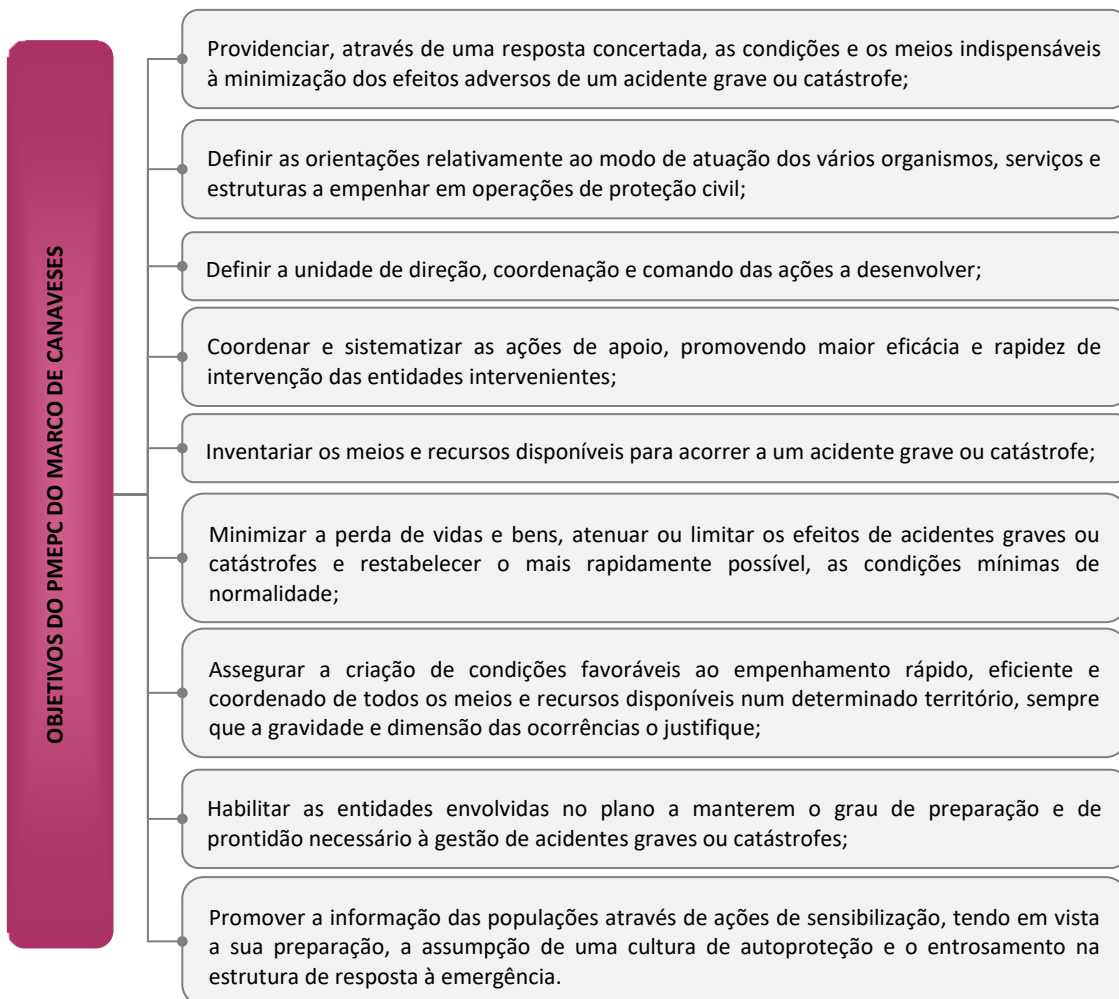 OBJETIVOS DO PMEPC DO MARCO DE CANAVESES
Providenciar, através de uma resposta concertada, as condições e os meios indispensáveis
à minimização dos efeitos adversos de um acidente grave ou catástrofe;
Definir as orientações relativamente ao modo de atuação dos vários organismos, serviços e
estruturas a empenhar em operações de proteção civil;
Definir a unidade de direção, coordenação e comando das ações a desenvolver;
Coordenar e sistematizar as ações de apoio, promovendo maior eficácia e rapidez de
intervenção das entidades intervenientes;
Inventariar os meios e recursos disponíveis para acorrer a um acidente grave ou catástrofe;
Minimizar a perda de vidas e bens, atenuar ou limitar os efeitos de acidentes graves ou
catástrofes e restabelecer o mais rapidamente possível, as condições mínimas de
normalidade;
Assegurar a criação de condições favoráveis ao empenhamento rápido, eficiente e
coordenado de todos os meios e recursos disponíveis num determinado território, sempre
que a gravidade e dimensão das ocorrências o justifique;
Habilitar as entidades envolvidas no plano a manterem o grau de preparação e de
prontidão necessário à gestão de acidentes graves ou catástrofes;
Promover a informação das populações através de ações de sensibilização, tendo em vista
a sua preparação, a assumpção de uma cultura de autoproteção e o entrosamento na
estrutura de resposta à emergência.